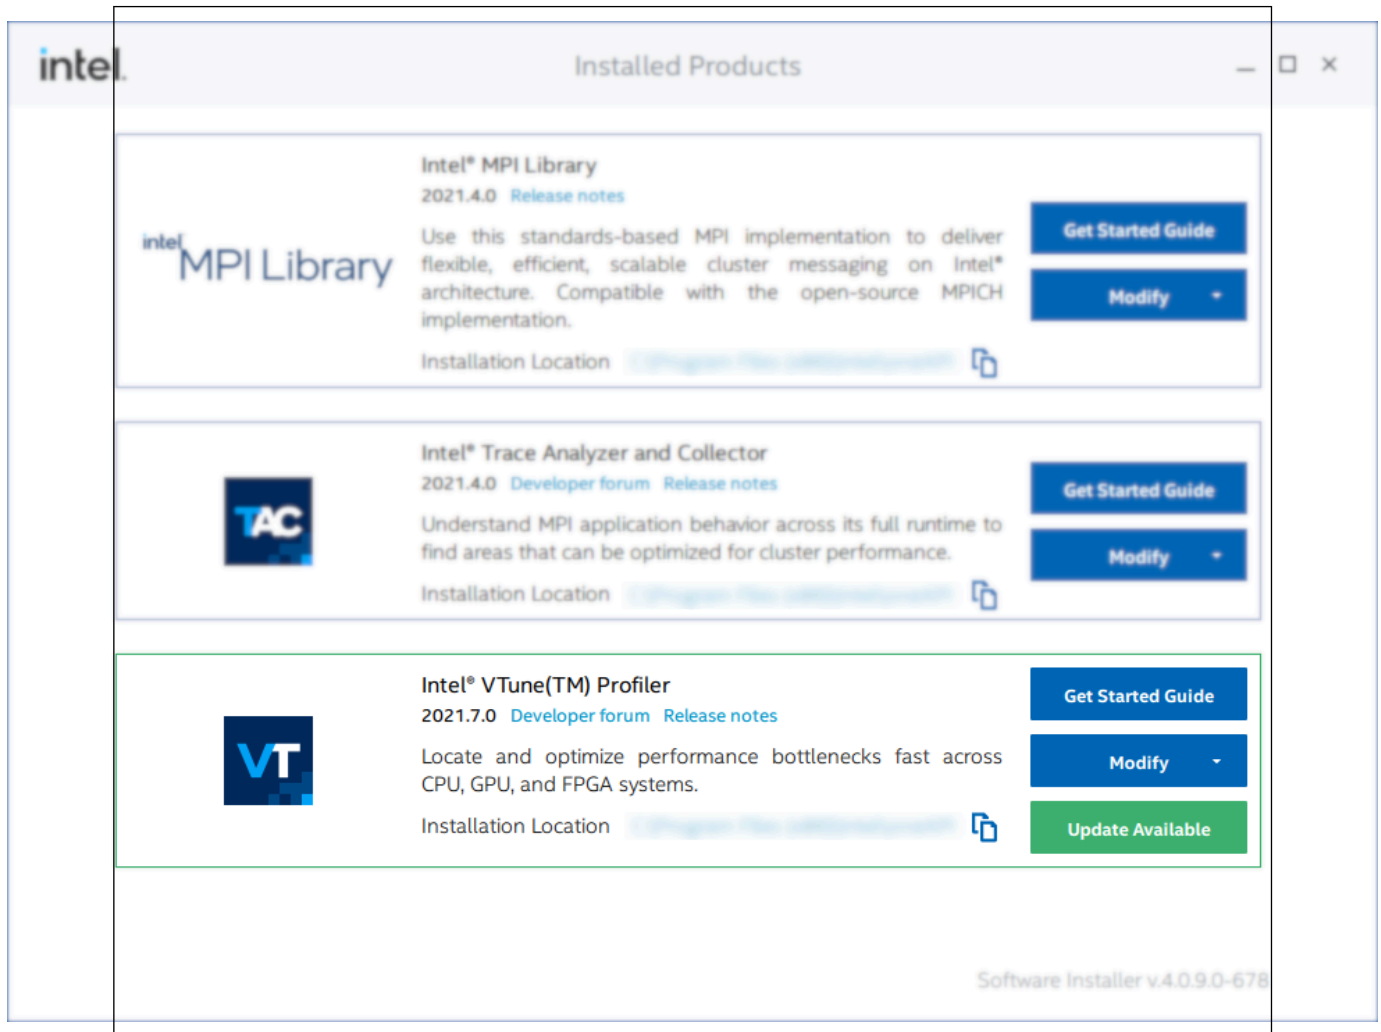 intel.
Installed Products
intel
MPI Library
Intel® MPI Library
2021.4.0 Release notes
Use this standards-based MPI implementation to deliver
flexible, efficient, scalable cluster messaging on Intel®
architecture. Compatible with the open-source MPICH
implementation.
Installation Location
Get Started Guide
Modify
TAC
Intel® Trace Analyzer and Collector
2021.4.0 Developer forum Release notes
Understand MPI application behavior across its full runtime to
find areas that can be optimized for cluster performance.
Installation Location
Get Started Guide
Modify
VT
Intel® VTune(TM) Profiler
2021.7.0 Developer forum Release notes
Locate and optimize performance bottlenecks fast across
CPU, GPU, and FPGA systems.
Installation Location
Get Started Guide
Modify
Update Available
Software Installer v.4.0.9.0-678